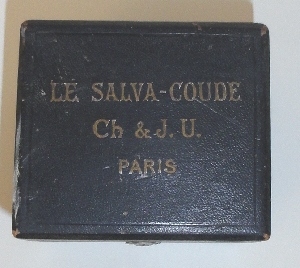 LE SALVA-COUDE
Ch & J. U.
PARIS